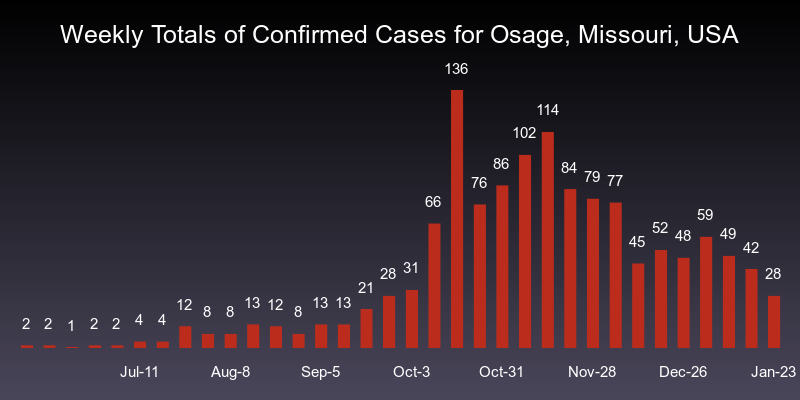 Weekly Totals of Confirmed Cases for Osage, Missouri, USA
2 2 1 2 2 4 4 12 8 8 13 12 8 13 13 21 28 31 66 136 76 86 102 114 84 79 77 45 52 48 59 49 42 28
Jul-11 Aug-8 Sep-5 Oct-3 Oct-31 Nov-28 Dec-26 Jan-23